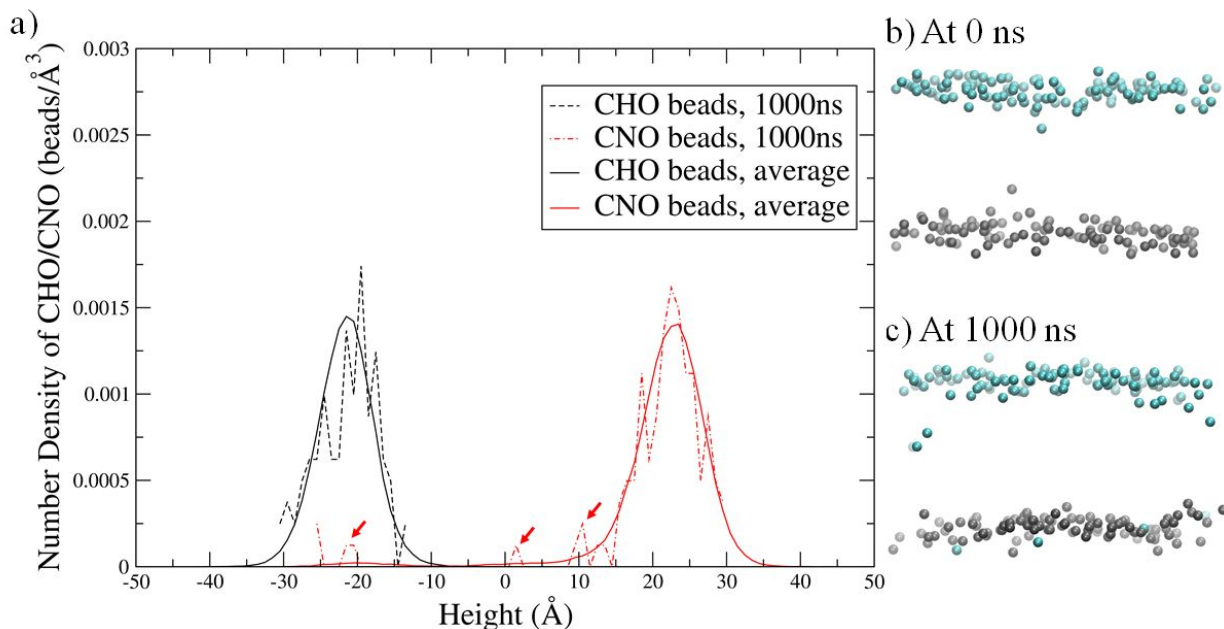 a)
Number Density of CHO/CNO (beads/Å³)
0.003
0.0025
0.002
0.0015
0.001
0.0005
0
-50 -40 -30 -20 -10 0 10 20 30 40 50
Height (Å)
CHO beads, 1000ns
CNO beads, 1000ns
CHO beads, average
CNO beads, average
b) At 0 ns
c) At 1000 ns